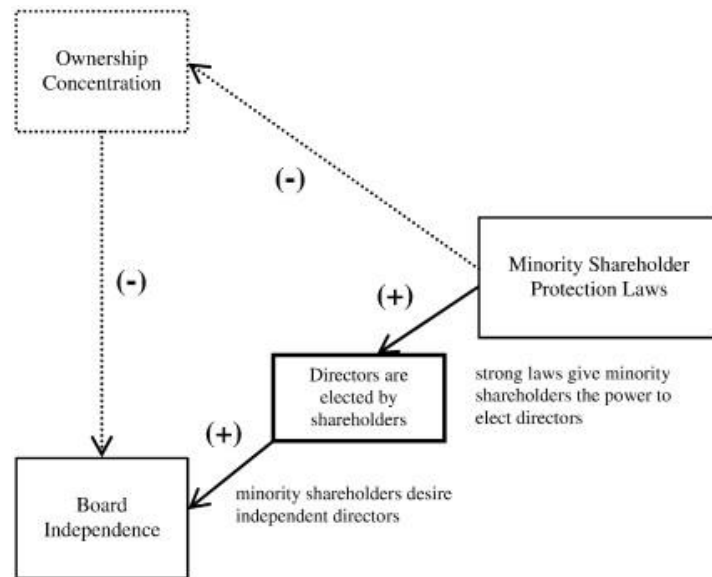 Ownership
Concentration
(-)
Minority Shareholder
Protection Laws
(-)
(+)
Directors are
elected by
shareholders
strong laws give minority
shareholders the power to
elect directors
(+)
Board
Independence
minority shareholders desire
independent directors